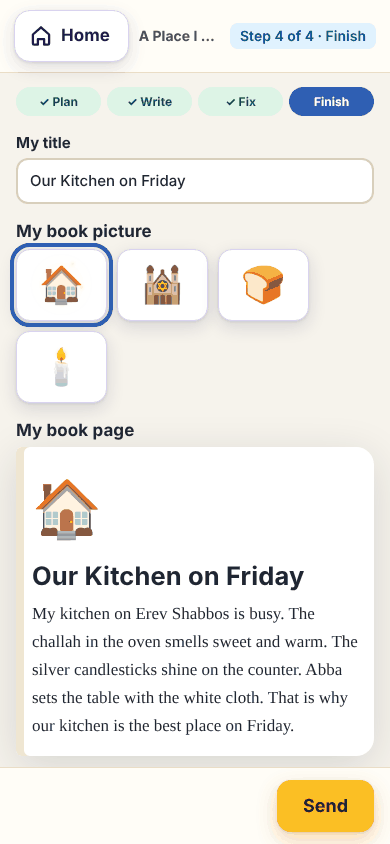 Home
A Place I ...
Step 4 of 4 · Finish
✓ Plan
✓ Write
✓ Fix
Finish
My title
Our Kitchen on Friday
My book picture
My book page
Our Kitchen on Friday
My kitchen on Erev Shabbos is busy. The
challah in the oven smells sweet and warm. The
silver candlesticks shine on the counter. Abba
sets the table with the white cloth. That is why
our kitchen is the best place on Friday.
Send